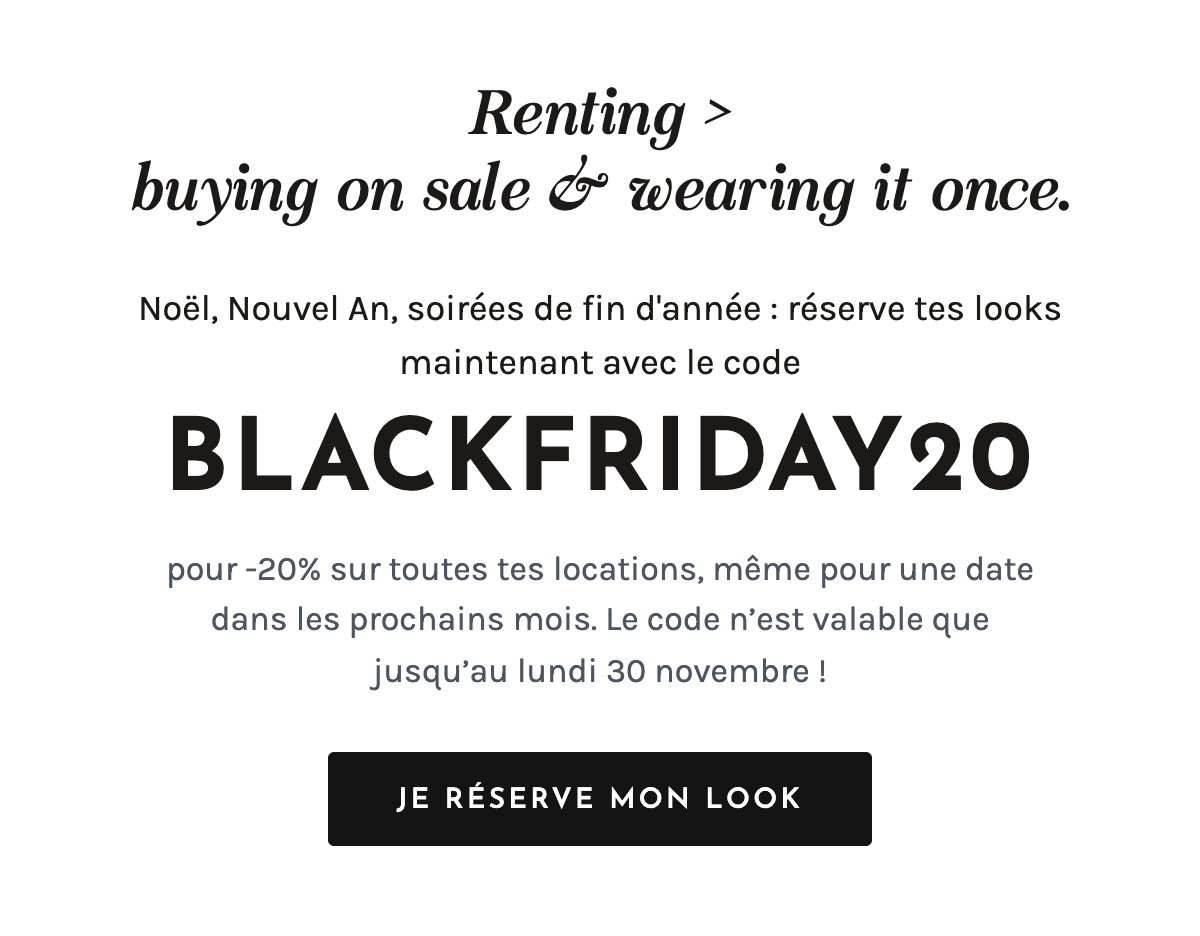 Renting >
buying on sale & wearing it once.
Noël, Nouvel An, soirées de fin d'année : réserve tes looks
maintenant avec le code
BLACKFRIDAY20
pour -20% sur toutes tes locations, même pour une date
dans les prochains mois. Le code n’est valable que
jusqu’au lundi 30 novembre !
JE RÉSERVE MON LOOK